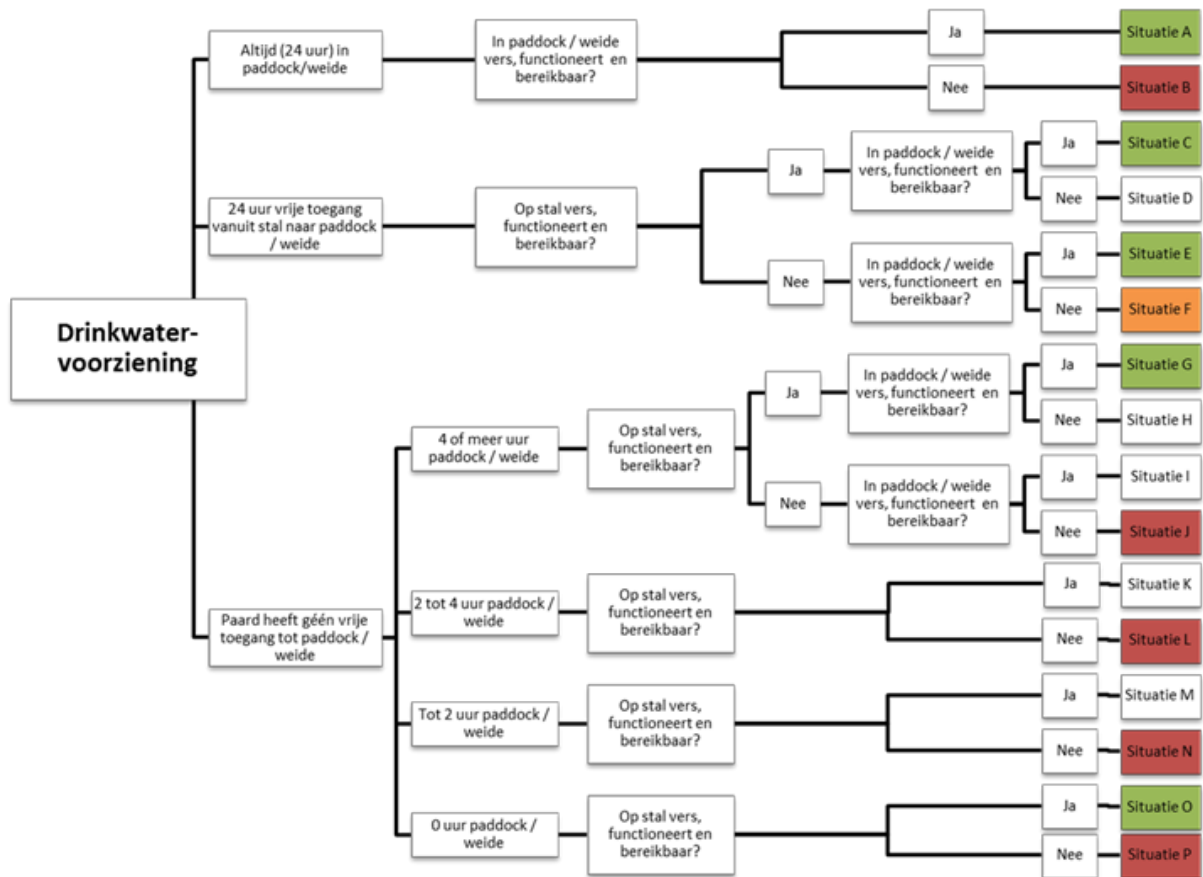 Drinkwater-
voorziening
Altijd (24 uur) in
paddock/weide
In paddock / weide
vers, functioneert en
bereikbaar?
Ja
Situatie A
Nee
Situatie B
24 uur vrije toegang
vanuit stal naar paddock
/ weide
Op stal vers,
functioneert en
bereikbaar?
Ja
In paddock / weide
vers, functioneert en
bereikbaar?
Ja
Situatie C
Nee
Situatie D
Nee
In paddock / weide
vers, functioneert en
bereikbaar?
Ja
Situatie E
Nee
Situatie F
Paard heeft géén vrije
toegang tot paddock /
weide
4 of meer uur
paddock / weide
Op stal vers,
functioneert en
bereikbaar?
Ja
In paddock / weide
vers, functioneert en
bereikbaar?
Ja
Situatie G
Nee
Situatie H
Nee
In paddock / weide
vers, functioneert en
bereikbaar?
Ja
Situatie I
Nee
Situatie J
2 tot 4 uur paddock /
weide
Op stal vers,
functioneert en
bereikbaar?
Ja
Situatie K
Nee
Situatie L
Tot 2 uur paddock /
weide
Op stal vers,
functioneert en
bereikbaar?
Ja
Situatie M
Nee
Situatie N
0 uur paddock /
weide
Op stal vers,
functioneert en
bereikbaar?
Ja
Situatie O
Nee
Situatie P